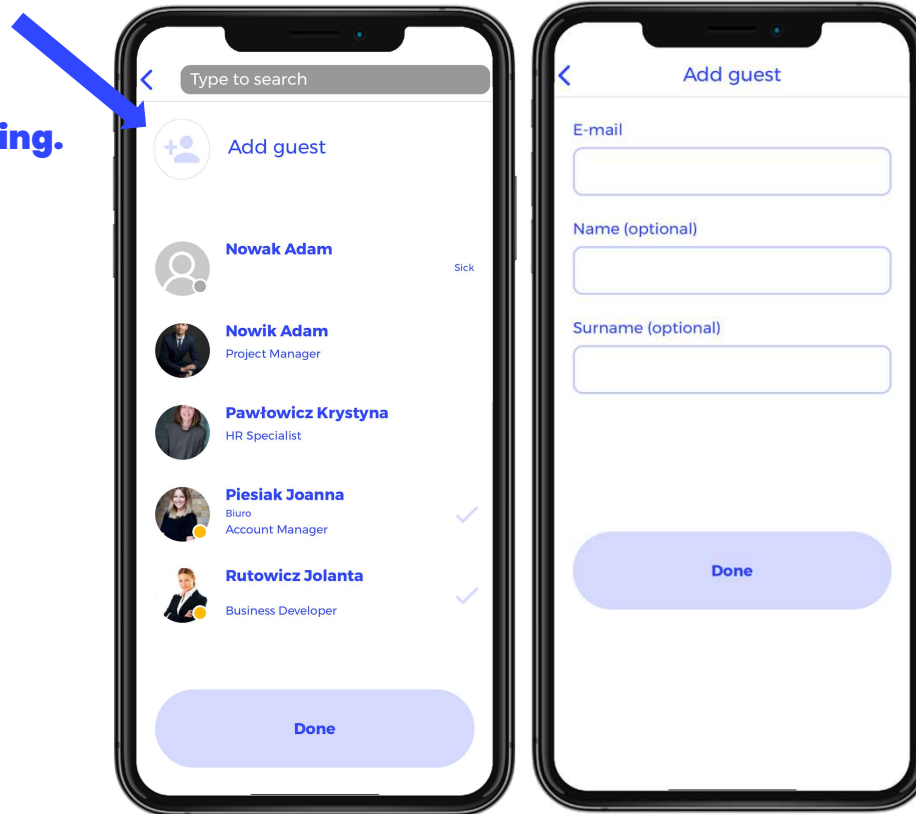 ing.
Type to search
Add guest
Nowak Adam
Sick
Nowik Adam
Project Manager
Pawłowicz Krystyna
HR Specialist
Piesiak Joanna
Biuro
Account Manager
Rutowicz Jolanta
Business Developer
Done
Add guest
E-mail
Name (optional)
Surname (optional)
Done